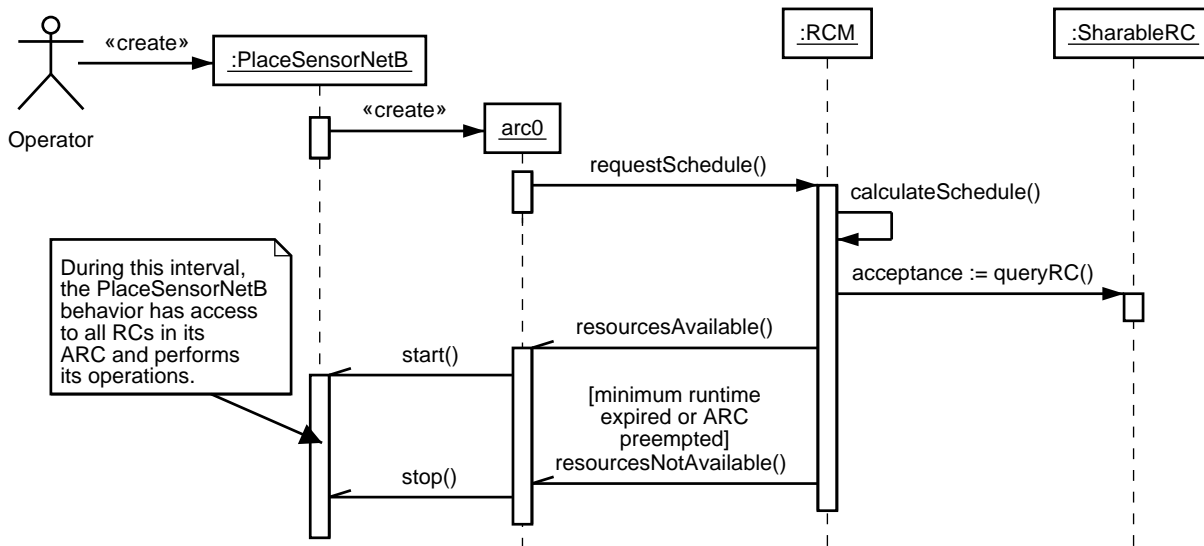 «create»
:PlaceSensorNetB
:RCM
:SharableRC
Operator
«create»
arc0
requestSchedule()
calculateSchedule()
acceptance := queryRC()
During this interval,
the PlaceSensorNetB
behavior has access
to all RCs in its
ARC and performs
its operations.
resourcesAvailable()
start()
[minimum runtime
expired or ARC
preempted]
resourcesNotAvailable()
stop()